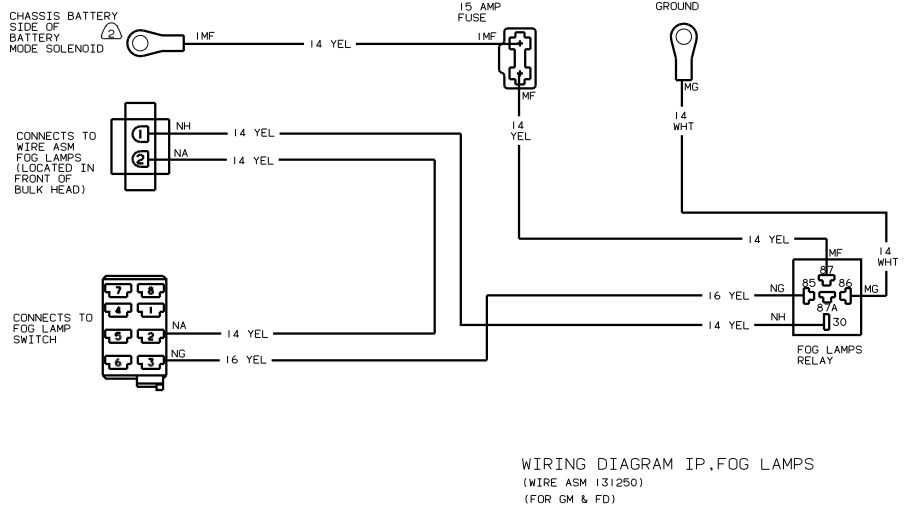 CHASSIS BATTERY
SIDE OF
BATTERY
MODE SOLENOID
2
1MF
14 YEL
1MF
15 AMP
FUSE
MF
14
YEL
GROUND
MG
14
WHT
CONNECTS TO
WIRE ASM
FOG LAMPS
(LOCATED IN
FRONT OF
BULK HEAD)
1
NH
14 YEL
2
NA
14 YEL
14 YEL
MF
14
WHT
87
85
86
87A
30
NG
16 YEL
MG
NH
14 YEL
FOG LAMPS
RELAY
CONNECTS TO
FOG LAMP
SWITCH
7 8
4 1
5 2
6 3
NA
14 YEL
NG
16 YEL
WIRING DIAGRAM IP,FOG LAMPS
(WIRE ASM 131250)
(FOR GM & FD)